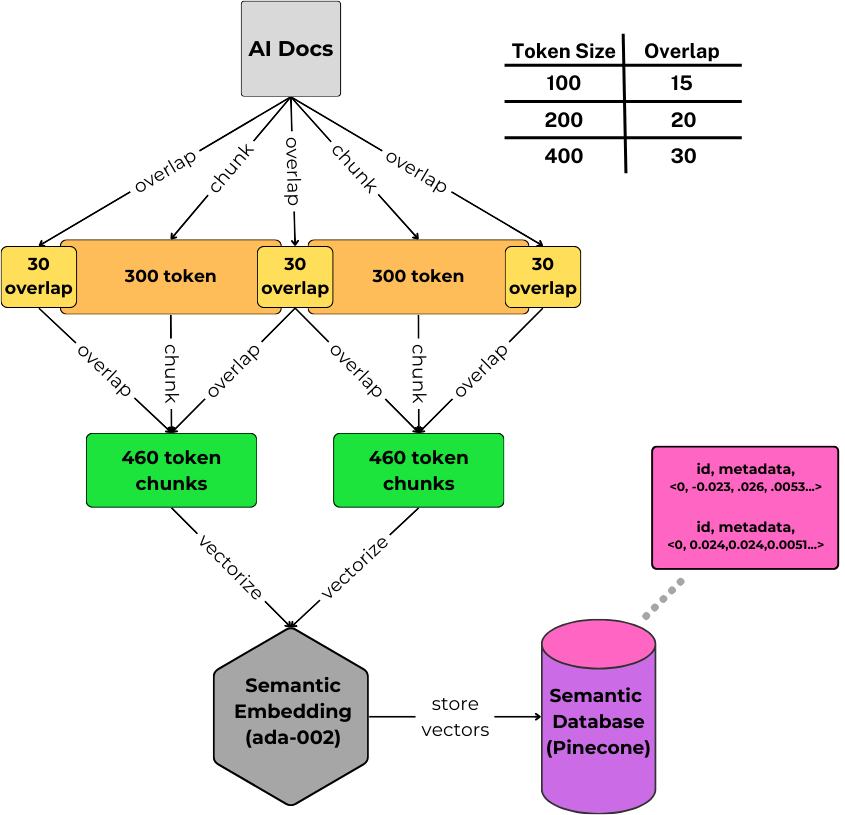 AI Docs
Token Size Overlap
100 15
200 20
400 30
overlap
chunk
overlap
chunk
overlap
30
overlap
300 token
30
overlap
300 token
30
overlap
overlap
chunk
overlap
overlap
chunk
overlap
460 token
chunks
460 token
chunks
id, metadata,
<0, -0.023, .026, .0053...>
id, metadata,
<0, 0.024,0.024,0.0051...>
vectorize
vectorize
Semantic
Embedding
(ada-002)
store
vectors
Semantic
Database
(Pinecone)